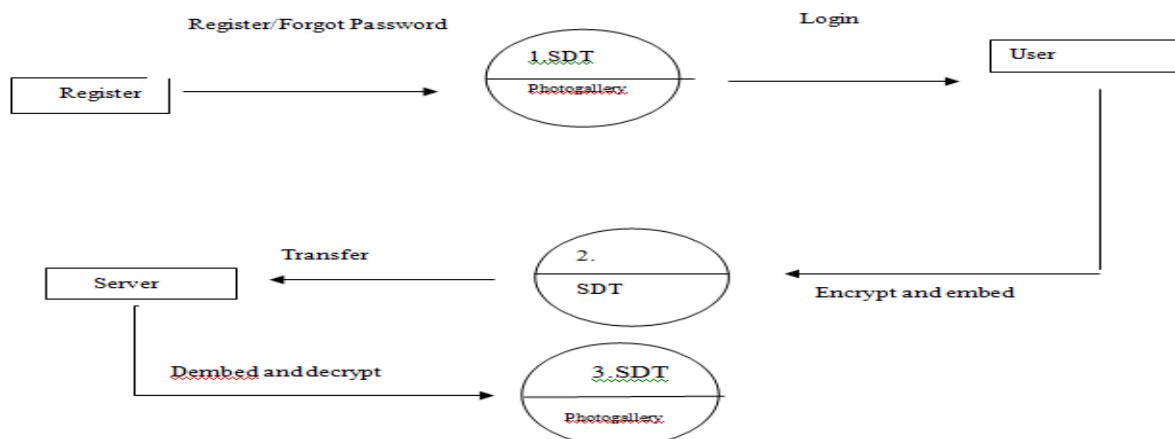 Register/Forgot Password
Login
1.SDT
Photogallery
User
Register
Transfer
2.
SDT
Server
Encrypt and embed
Dembed and decrypt
3.SDT
Photogallery